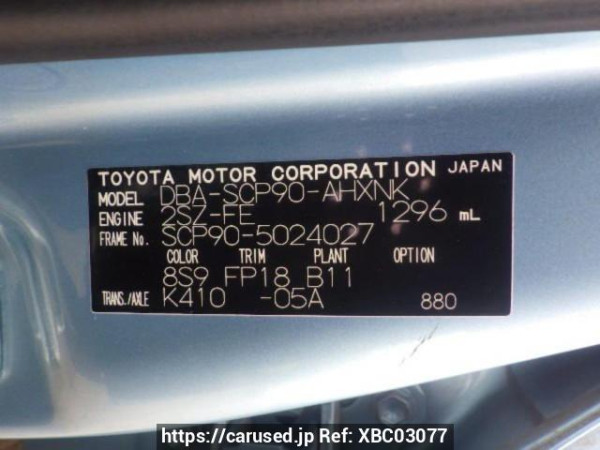 TOYOTA MOTOR CORPORATION JAPAN
MODEL DBA-SCP90-AHXNK
ENGINE 2SZ-FE 1296 mL
FRAME No. SCP90-5024027
COLOR TRIM PLANT OPTION
8S9 FP18 B11
TRANS./AXLE K410 -05A 880
https://carused.jp Ref: XBC03077